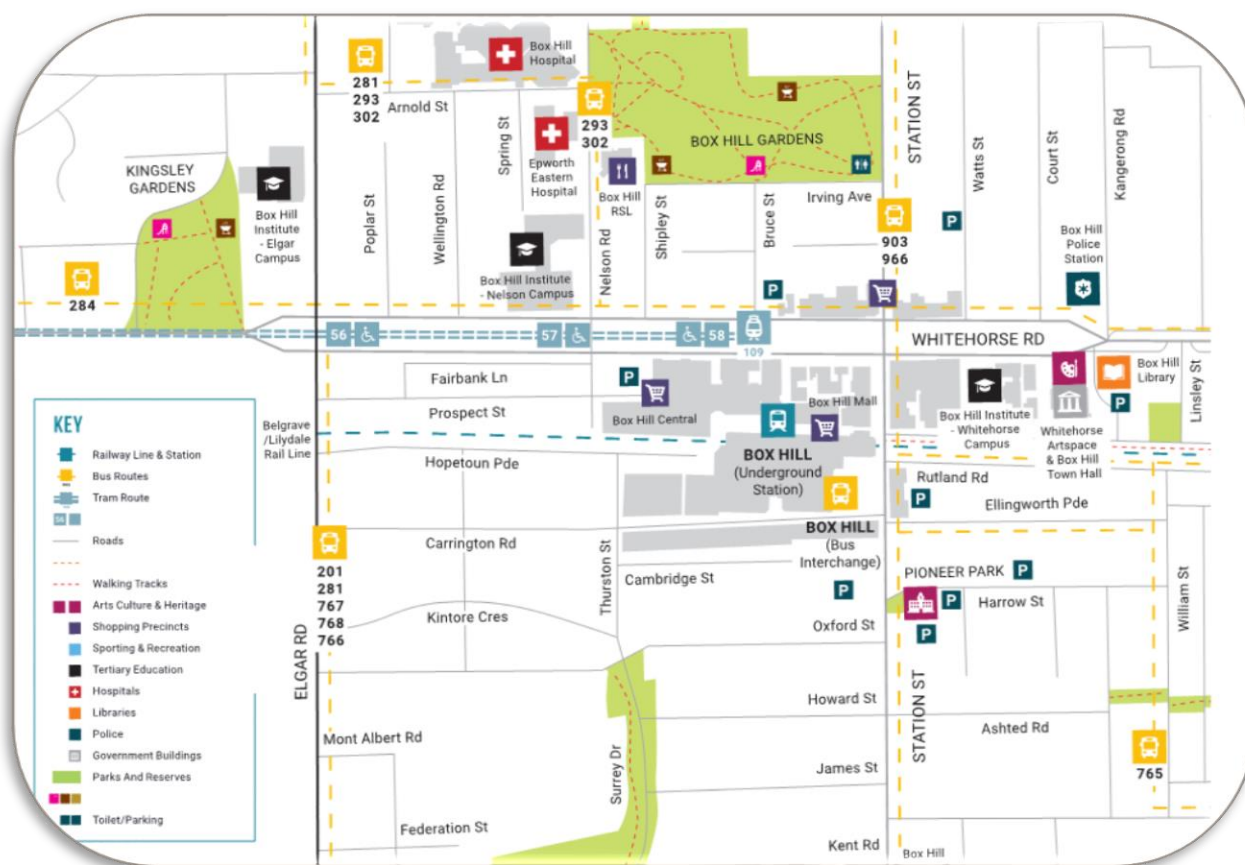 281
293
302
Arnold St
Box Hill
Hospital
293
302
Spring St
Epworth
Eastern
Hospital
Box Hill
RSL
BOX HILL GARDENS
STATION ST
Watts St
Court St
Kangerong Rd
KINGSLEY
GARDENS
Box Hill
Institute
- Elgar
Campus
Poplar St
Wellington Rd
Box Hill Institute
- Nelson Campus
Nelson Rd
Shipley St
Bruce St
Irving Ave
903
966
P
Box Hill
Police
Station
284
P
56
57
58
109
WHITEHORSE RD
Fairbank Ln
Prospect St
P
Box Hill Central
Box Hill Mall
Box Hill Institute
- Whitehorse
Campus
Whitehorse
Artspace
& Box Hill
Town Hall
Box Hill
Library
P
Linsley St
Belgrave
/Lilydale
Rail Line
Hopetoun Pde
BOX HILL
(Underground
Station)
Rutland Rd
P
Ellingworth Pde
BOX HILL
(Bus
Interchange)
P
Carrington Rd
Thurston St
Cambridge St
201
281
767
768
766
ELGAR RD
Kintore Cres
Oxford St
PIONEER PARK
P
P
P
Harrow St
William St
Howard St
STATION ST
Ashted Rd
Mont Albert Rd
Surrey Dr
James St
765
Federation St
Kent Rd
Box Hill
KEY
Railway Line & Station
Bus Routes
Tram Route
56
Roads
Walking Tracks
Arts Culture & Heritage
Shopping Precincts
Sporting & Recreation
Tertiary Education
Hospitals
Libraries
Police
Government Buildings
Parks And Reserves
Toilet/Parking